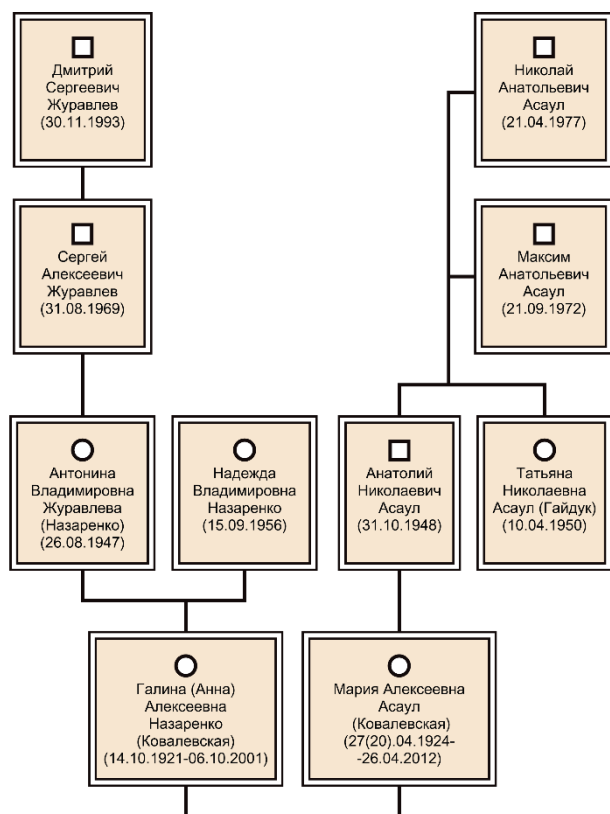 Дмитрий
Сергеевич
Журавлев
(30.11.1993)
Николай
Анатольевич
Асаул
(21.04.1977)
Сергей
Алексеевич
Журавлев
(31.08.1969)
Максим
Анатольевич
Асаул
(21.09.1972)
Антонина
Владимировна
Журавлева
(Назаренко)
(26.08.1947)
Надежда
Владимировна
Назаренко
(15.09.1956)
Анатолий
Николаевич
Асаул
(31.10.1948)
Татьяна
Николаевна
Асаул (Гайдук)
(10.04.1950)
Галина (Анна)
Алексеевна
Назаренко
(Ковалевская)
(14.10.1921-06.10.2001)
Мария Алексеевна
Асаул
(Ковалевская)
(27(20).04.1924-
-26.04.2012)